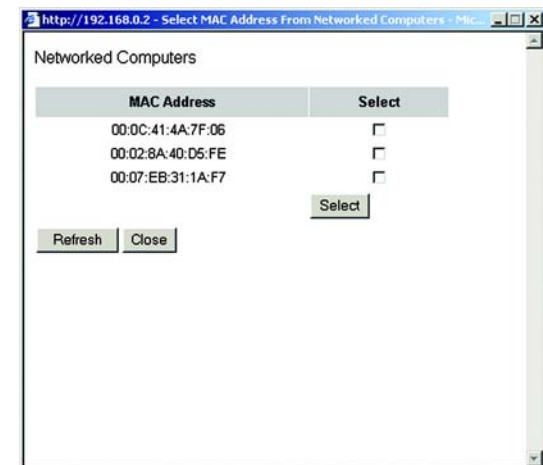 http://192.168.0.2 - Select MAC Address From Networked Computers - Mic...
Networked Computers
MAC Address Select
00:0C:41:4A:7F:06
00:02:8A:40:D5:FE
00:07:EB:31:1A:F7
Select
Refresh Close